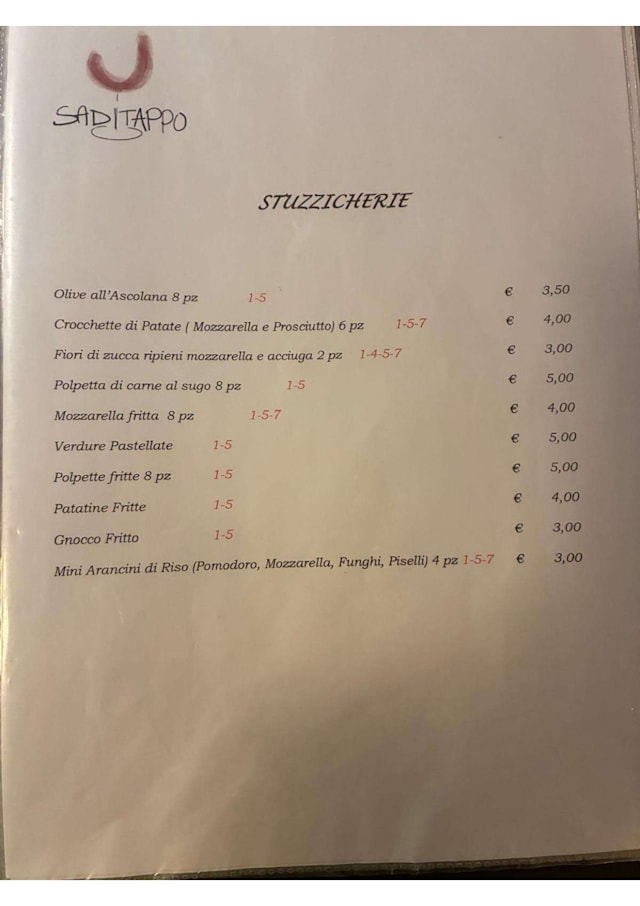 SADITAPPO
STUZZICHERIE
Olive all'Ascolana 8 pz 1-5 € 3,50
Crocchette di Patate ( Mozzarella e Prosciutto) 6 pz 1-5-7 € 4,00
Fiori di zucca ripieni mozzarella e acciuga 2 pz 1-4-5-7 € 3,00
Polpetta di carne al sugo 8 pz 1-5 € 5,00
Mozzarella fritta 8 pz 1-5-7 € 4,00
Verdure Pastellate 1-5 € 5,00
Polpette fritte 8 pz 1-5 € 5,00
Patatine Fritte 1-5 € 4,00
Gnocco Fritto 1-5 € 3,00
Mini Arancini di Riso (Pomodoro, Mozzarella, Funghi, Piselli) 4 pz 1-5-7 € 3,00